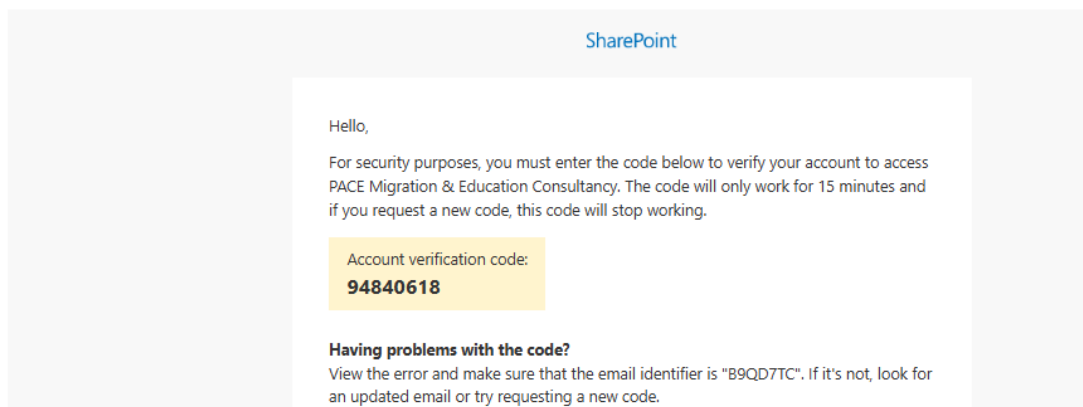 SharePoint
Hello,
For security purposes, you must enter the code below to verify your account to access
PACE Migration & Education Consultancy. The code will only work for 15 minutes and
if you request a new code, this code will stop working.
Account verification code:
94840618
Having problems with the code?
View the error and make sure that the email identifier is "B9QD7TC". If it's not, look for
an updated email or try requesting a new code.